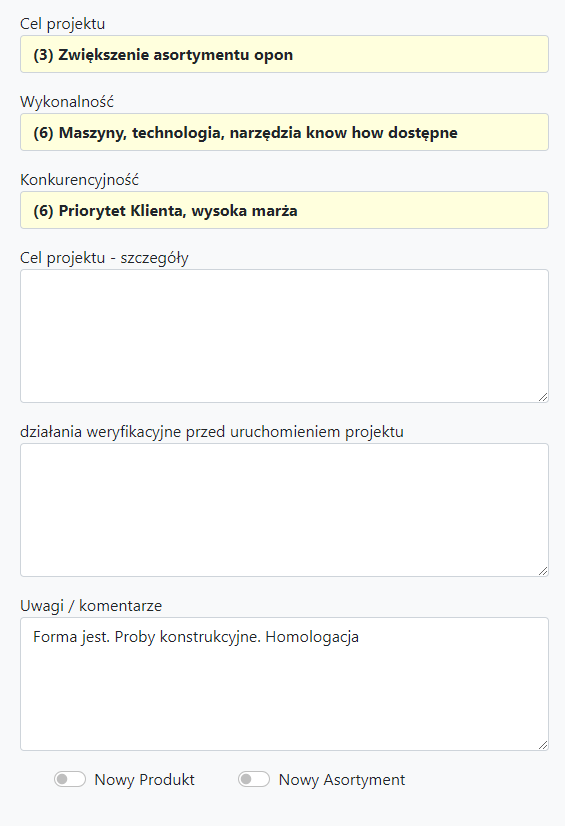 Cel projektu
(3) Zwiększenie asortymentu opon
Wykonalność
(6) Maszyny, technologia, narzędzia know how dostępne
Konkurencyjność
(6) Priorytet Klienta, wysoka marża
Cel projektu - szczegóły
działania weryfikacyjne przed uruchomieniem projektu
Uwagi / komentarze
Forma jest. Proby konstrukcyjne. Homologacja
Nowy Produkt
Nowy Asortyment